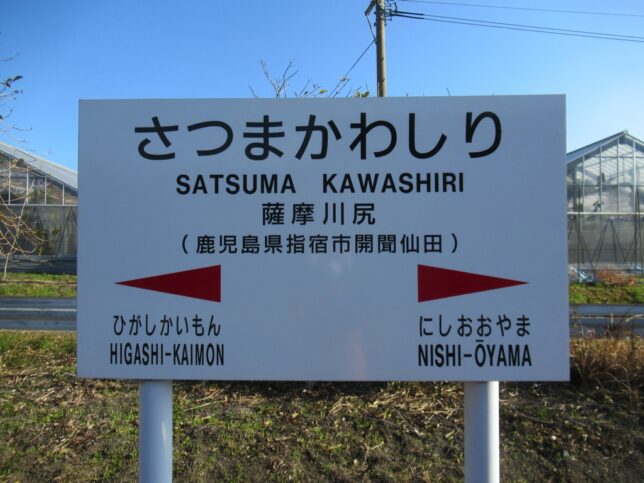 さつまかわしり
SATSUMA KAWASHIRI
薩摩川尻
(鹿児島県指宿市開聞仙田)
ひがしかいもん にしおおやま
HIGASHI-KAIMON NISHI-ŌYAMA